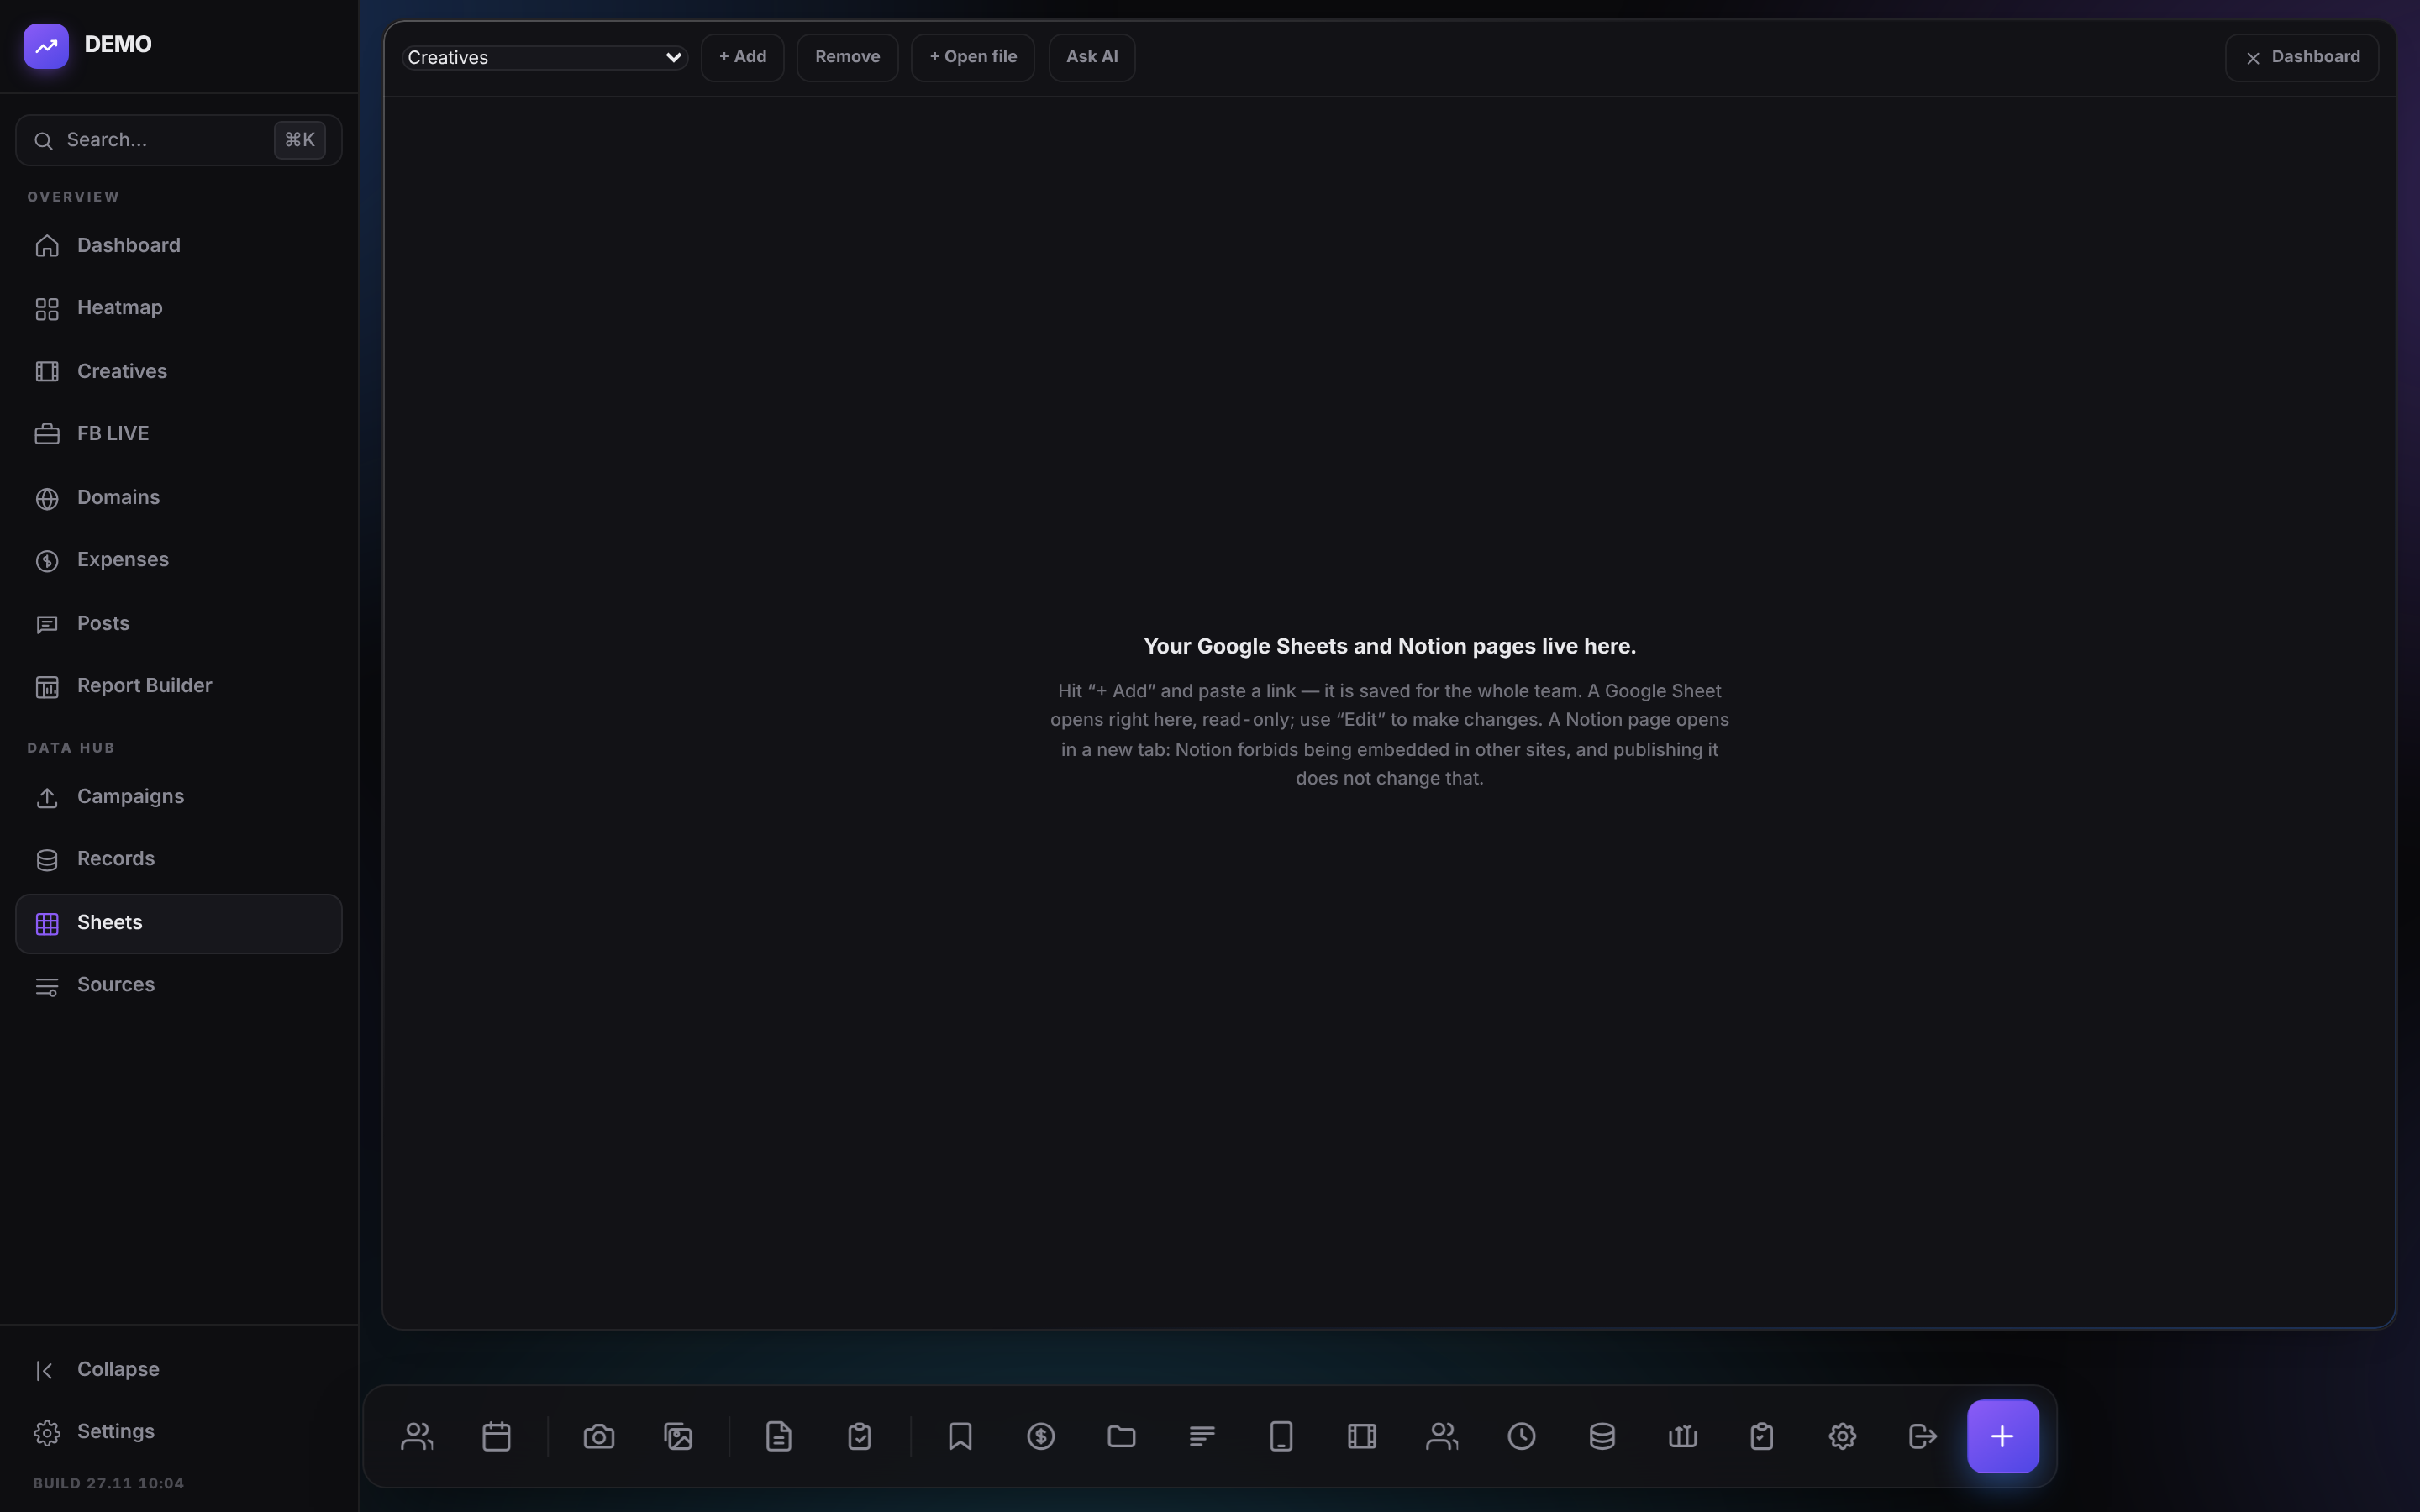 DEMO
Search...
⌘K
OVERVIEW
Dashboard
Heatmap
Creatives
FB LIVE
Domains
Expenses
Posts
Report Builder
DATA HUB
Campaigns
Records
Sheets
Sources
Collapse
Settings
BUILD 27.11 10:04
Creatives
+ Add
Remove
+ Open file
Ask AI
Dashboard
Your Google Sheets and Notion pages live here.
Hit “+ Add” and paste a link — it is saved for the whole team. A Google Sheet
opens right here, read-only; use “Edit” to make changes. A Notion page opens
in a new tab: Notion forbids being embedded in other sites, and publishing it
does not change that.